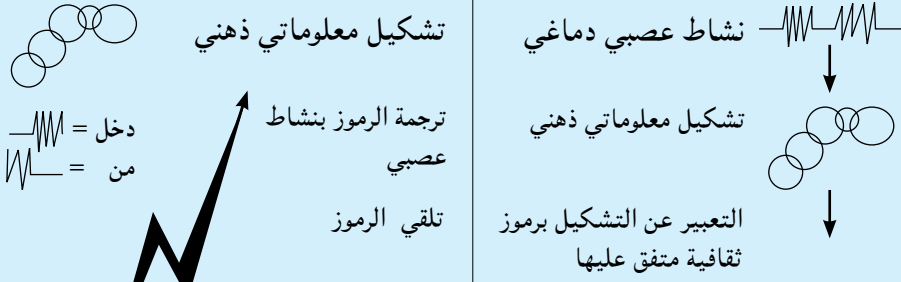 نشاط عصبي دماغي
تشكيل معلوماتي ذهني
التعبير عن التشكيل برموز
ثقافية متفق عليها
تشكيل معلوماتي ذهني
ترجمة الرموز بنشاط
عصبي
تلقي الرموز
دخل =
من =